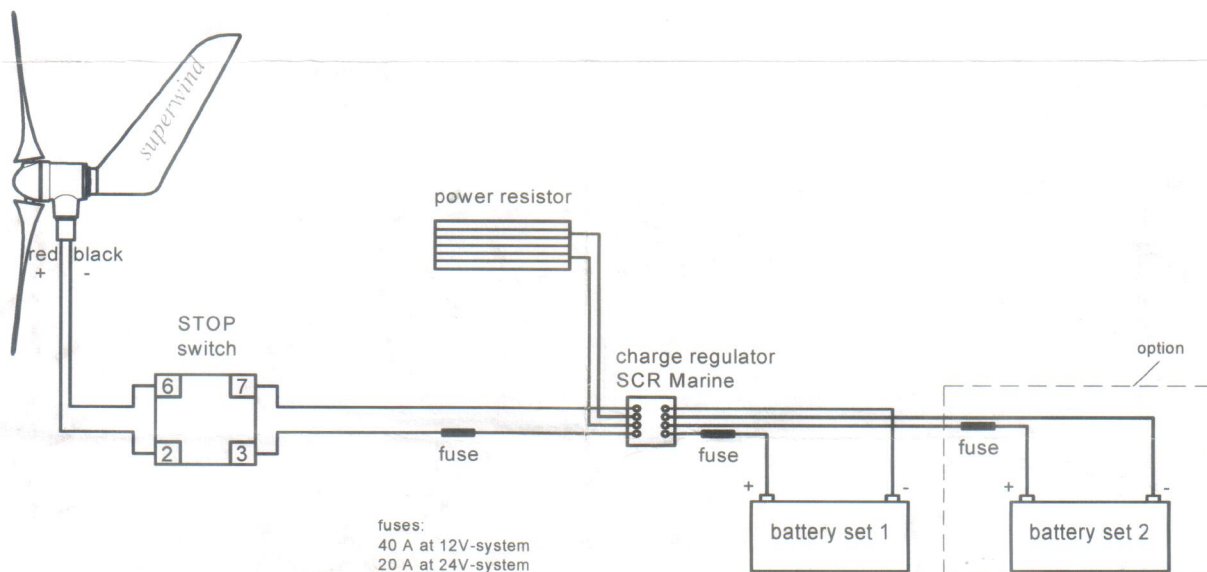 superwind
power resistor
red black
+ -
STOP
switch
charge regulator
SCR Marine
option
6 7
2 3
fuse
fuse
fuse
+ -
+ -
battery set 1
battery set 2
fuses:
40 A at 12V-system
20 A at 24V-system